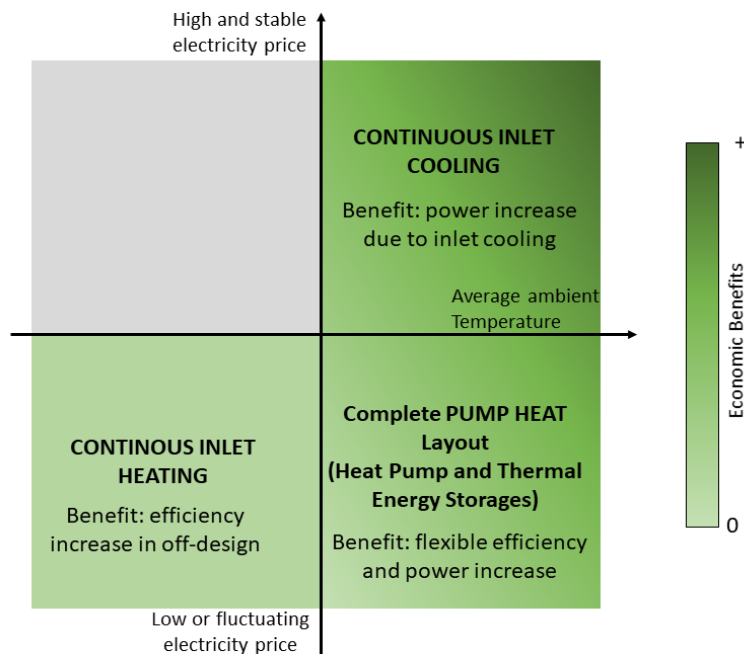 High and stable
electricity price
CONTINUOUS INLET
COOLING
Benefit: power increase
due to inlet cooling
Average ambient
Temperature
Complete PUMP HEAT
Layout
(Heat Pump and Thermal
Energy Storages)
Benefit: flexible efficiency
and power increase
CONTINOUS INLET
HEATING
Benefit: efficiency
increase in off-design
Low or fluctuating
electricity price
+
Economic Benefits
0